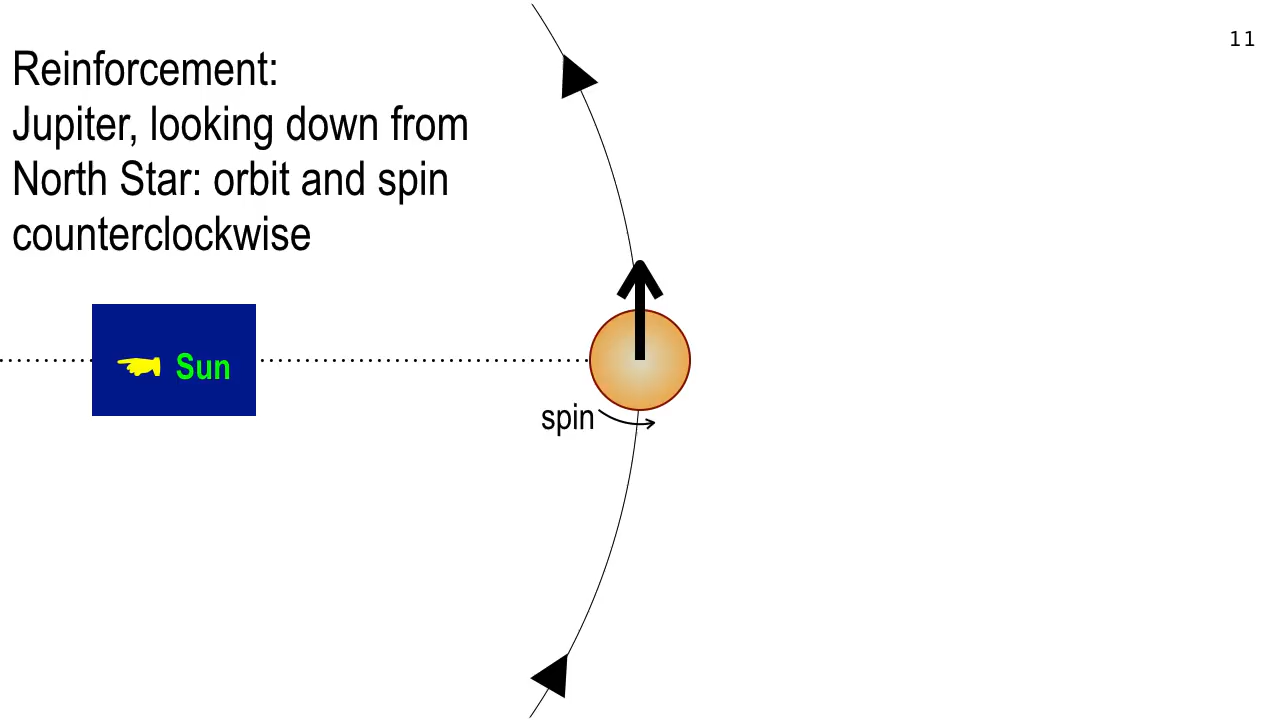 11
Reinforcement:
Jupiter, looking down from
North Star: orbit and spin
counterclockwise
Sun
spin